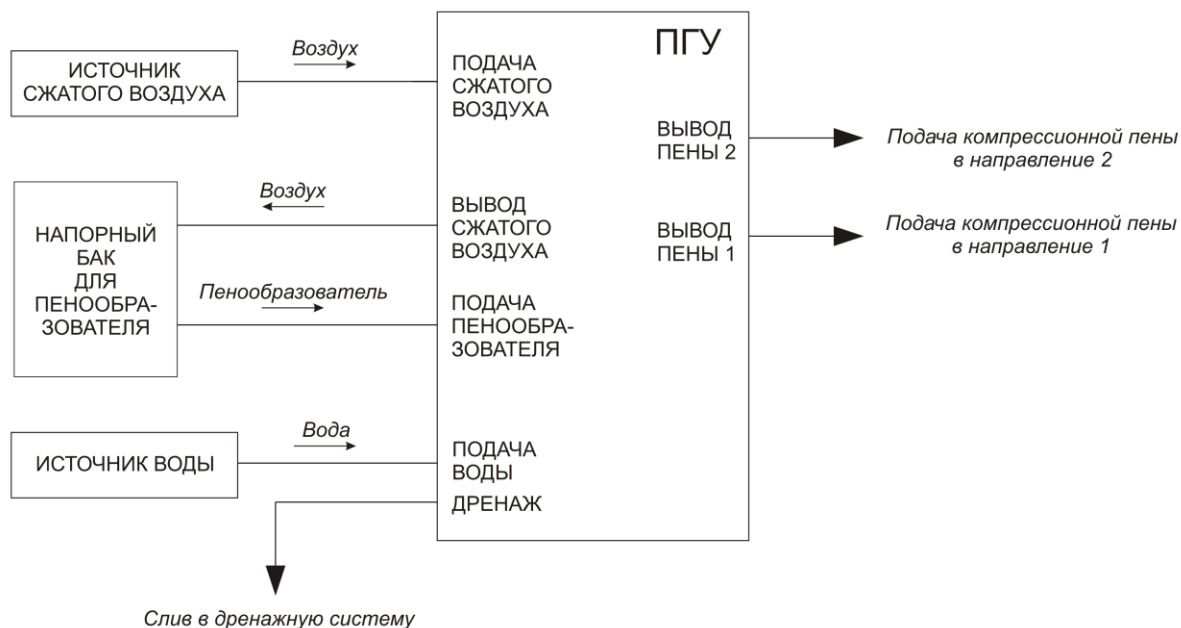 ПГУ
Воздух
ИСТОЧНИК
СЖАТОГО ВОЗДУХА
ПОДАЧА
СЖАТОГО
ВОЗДУХА
ВЫВОД
ПЕНЫ 2
Подача компрессионной пены
в направление 2
Воздух
НАПОРНЫЙ
БАК
ДЛЯ
ПЕНООБРА-
ЗОВАТЕЛЯ
ВЫВОД
СЖАТОГО
ВОЗДУХА
ВЫВОД
ПЕНЫ 1
Подача компрессионной пены
в направление 1
Пенообразователь
ПОДАЧА
ПЕНООБРА-
ЗОВАТЕЛЯ
Вода
ИСТОЧНИК ВОДЫ
ПОДАЧА
ВОДЫ
ДРЕНАЖ
Слив в дренажную систему